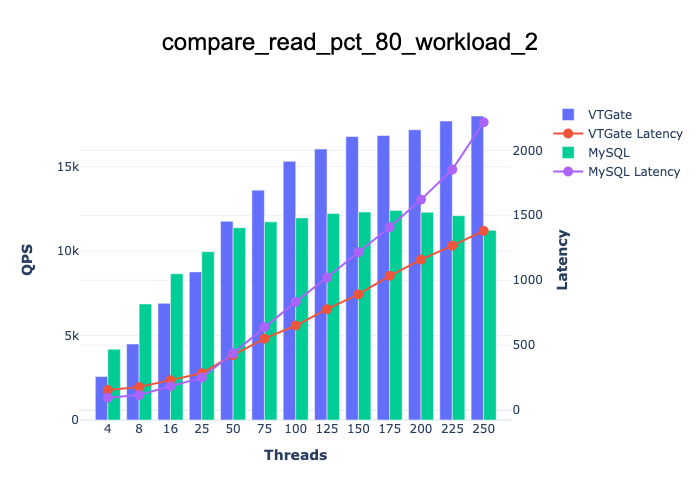 compare_read_pct_80_workload_2
VTGate
VTGate Latency
MySQL
MySQL Latency
15k
10k
5k
0
QPS
2000
1500
1000
500
0
Latency
4 8 16 25 50 75 100 125 150 175 200 225 250
Threads